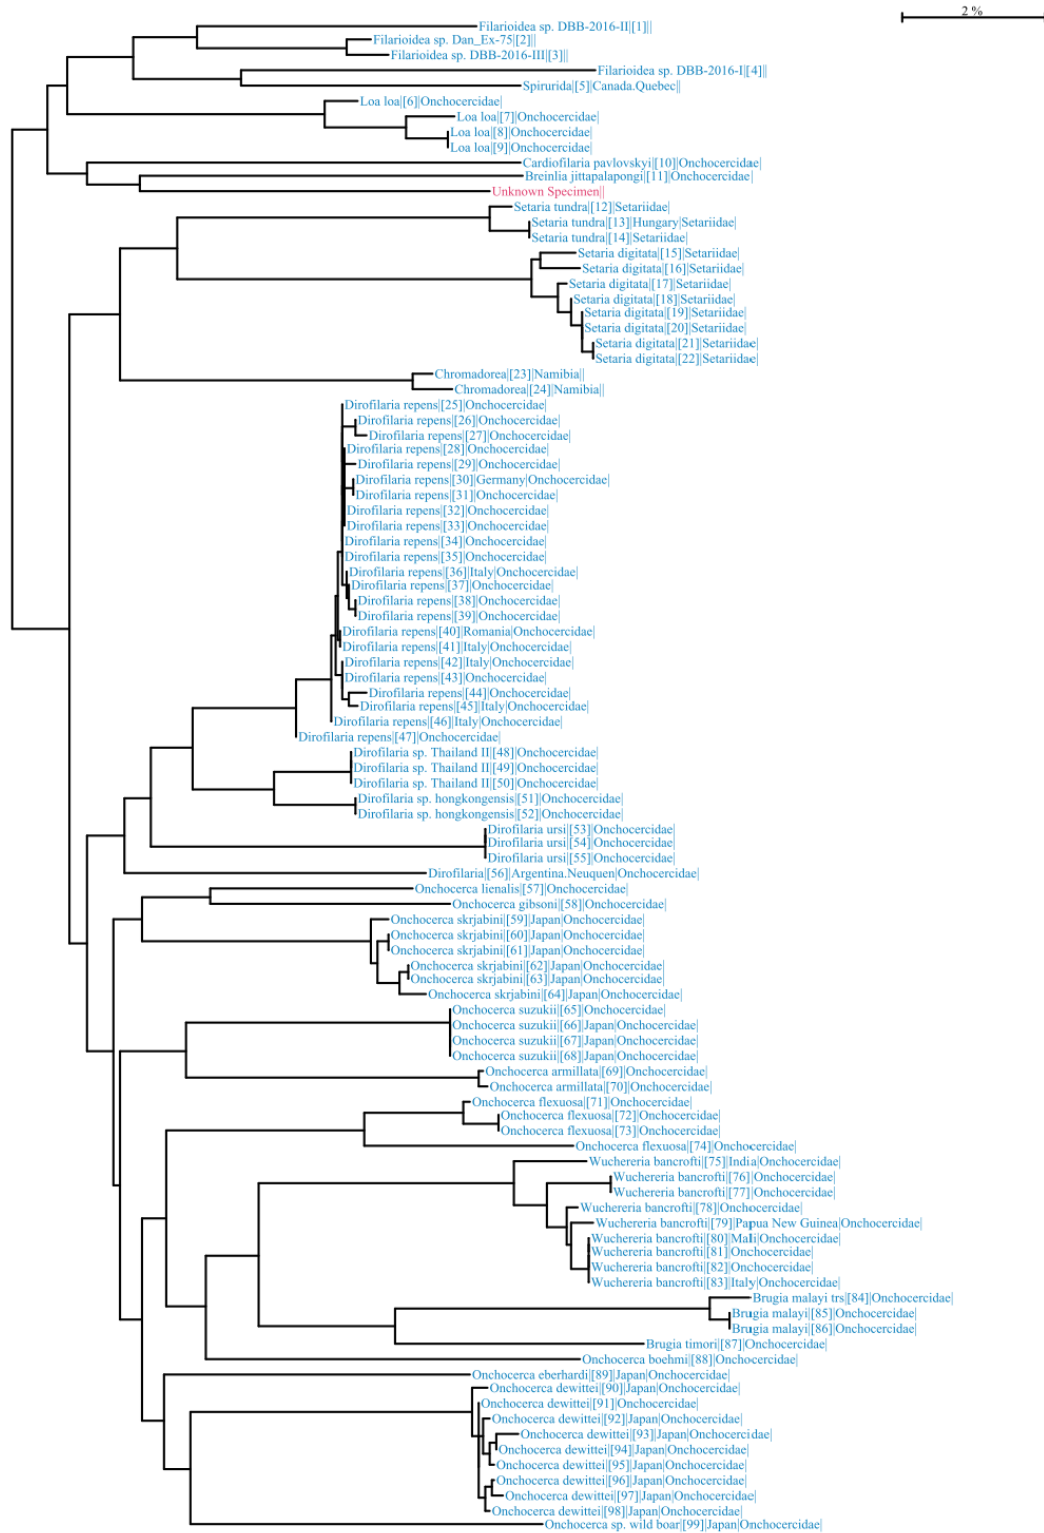 2 %
Filarioidea sp. DBB-2016-II|[1]||
Filarioidea sp. Dan_Ex-75|[2]||
Filarioidea sp. DBB-2016-III|[3]||
Filarioidea sp. DBB-2016-I|[4]||
Spirurida|[5]|Canada.Quebec||
Loa loa|[6]|Onchocercidae|
Loa loa|[7]|Onchocercidae|
Loa loa|[8]|Onchocercidae|
Loa loa|[9]|Onchocercidae|
Cardiofilaria pavlovskyi|[10]|Onchocercidae|
Breinlia jittapalapongi|[11]|Onchocercidae|
Unknown Specimen||
Setaria tundra|[12]|Setariidae|
Setaria tundra|[13]|Hungary|Setariidae|
Setaria tundra|[14]|Setariidae|
Setaria digitata|[15]|Setariidae|
Setaria digitata|[16]|Setariidae|
Setaria digitata|[17]|Setariidae|
Setaria digitata|[18]|Setariidae|
Setaria digitata|[19]|Setariidae|
Setaria digitata|[20]|Setariidae|
Setaria digitata|[21]|Setariidae|
Setaria digitata|[22]|Setariidae|
Chromadorea|[23]|Namibia||
Chromadorea|[24]|Namibia||
Dirofilaria repens|[25]|Onchocercidae|
Dirofilaria repens|[26]|Onchocercidae|
Dirofilaria repens|[27]|Onchocercidae|
Dirofilaria repens|[28]|Onchocercidae|
Dirofilaria repens|[29]|Onchocercidae|
Dirofilaria repens|[30]|Germany|Onchocercidae|
Dirofilaria repens|[31]|Onchocercidae|
Dirofilaria repens|[32]|Onchocercidae|
Dirofilaria repens|[33]|Onchocercidae|
Dirofilaria repens|[34]|Onchocercidae|
Dirofilaria repens|[35]|Onchocercidae|
Dirofilaria repens|[36]|Italy|Onchocercidae|
Dirofilaria repens|[37]|Onchocercidae|
Dirofilaria repens|[38]|Onchocercidae|
Dirofilaria repens|[39]|Onchocercidae|
Dirofilaria repens|[40]|Romania|Onchocercidae|
Dirofilaria repens|[41]|Italy|Onchocercidae|
Dirofilaria repens|[42]|Italy|Onchocercidae|
Dirofilaria repens|[43]|Onchocercidae|
Dirofilaria repens|[44]|Onchocercidae|
Dirofilaria repens|[45]|Italy|Onchocercidae|
Dirofilaria repens|[46]|Italy|Onchocercidae|
Dirofilaria repens|[47]|Onchocercidae|
Dirofilaria sp. Thailand II|[48]|Onchocercidae|
Dirofilaria sp. Thailand II|[49]|Onchocercidae|
Dirofilaria sp. Thailand II|[50]|Onchocercidae|
Dirofilaria sp. hongkongensis|[51]|Onchocercidae|
Dirofilaria sp. hongkongensis|[52]|Onchocercidae|
Dirofilaria ursi|[53]|Onchocercidae|
Dirofilaria ursi|[54]|Onchocercidae|
Dirofilaria ursi|[55]|Onchocercidae|
Dirofilaria|[56]|Argentina.Neuquen|Onchocercidae|
Onchocerca lienalis|[57]|Onchocercidae|
Onchocerca gibsoni|[58]|Onchocercidae|
Onchocerca skrjabini|[59]|Japan|Onchocercidae|
Onchocerca skrjabini|[60]|Japan|Onchocercidae|
Onchocerca skrjabini|[61]|Japan|Onchocercidae|
Onchocerca skrjabini|[62]|Japan|Onchocercidae|
Onchocerca skrjabini|[63]|Japan|Onchocercidae|
Onchocerca skrjabini|[64]|Japan|Onchocercidae|
Onchocerca suzukii|[65]|Onchocercidae|
Onchocerca suzukii|[66]|Japan|Onchocercidae|
Onchocerca suzukii|[67]|Japan|Onchocercidae|
Onchocerca suzukii|[68]|Japan|Onchocercidae|
Onchocerca armillata|[69]|Onchocercidae|
Onchocerca armillata|[70]|Onchocercidae|
Onchocerca flexuosa|[71]|Onchocercidae|
Onchocerca flexuosa|[72]|Onchocercidae|
Onchocerca flexuosa|[73]|Onchocercidae|
Onchocerca flexuosa|[74]|Onchocercidae|
Wuchereria bancrofti|[75]|India|Onchocercidae|
Wuchereria bancrofti|[76]|Onchocercidae|
Wuchereria bancrofti|[77]|Onchocercidae|
Wuchereria bancrofti|[78]|Onchocercidae|
Wuchereria bancrofti|[79]|Papua New Guinea|Onchocercidae|
Wuchereria bancrofti|[80]|Mali|Onchocercidae|
Wuchereria bancrofti|[81]|Onchocercidae|
Wuchereria bancrofti|[82]|Onchocercidae|
Wuchereria bancrofti|[83]|Italy|Onchocercidae|
Brugia malayi trs|[84]|Onchocercidae|
Brugia malayi|[85]|Onchocercidae|
Brugia malayi|[86]|Onchocercidae|
Brugia timori|[87]|Onchocercidae|
Onchocerca boehmi|[88]|Onchocercidae|
Onchocerca eberhardi|[89]|Japan|Onchocercidae|
Onchocerca dewittei|[90]|Japan|Onchocercidae|
Onchocerca dewittei|[91]|Onchocercidae|
Onchocerca dewittei|[92]|Japan|Onchocercidae|
Onchocerca dewittei|[93]|Japan|Onchocercidae|
Onchocerca dewittei|[94]|Japan|Onchocercidae|
Onchocerca dewittei|[95]|Japan|Onchocercidae|
Onchocerca dewittei|[96]|Japan|Onchocercidae|
Onchocerca dewittei|[97]|Japan|Onchocercidae|
Onchocerca dewittei|[98]|Japan|Onchocercidae|
Onchocerca sp. wild boar|[99]|Japan|Onchocercidae|